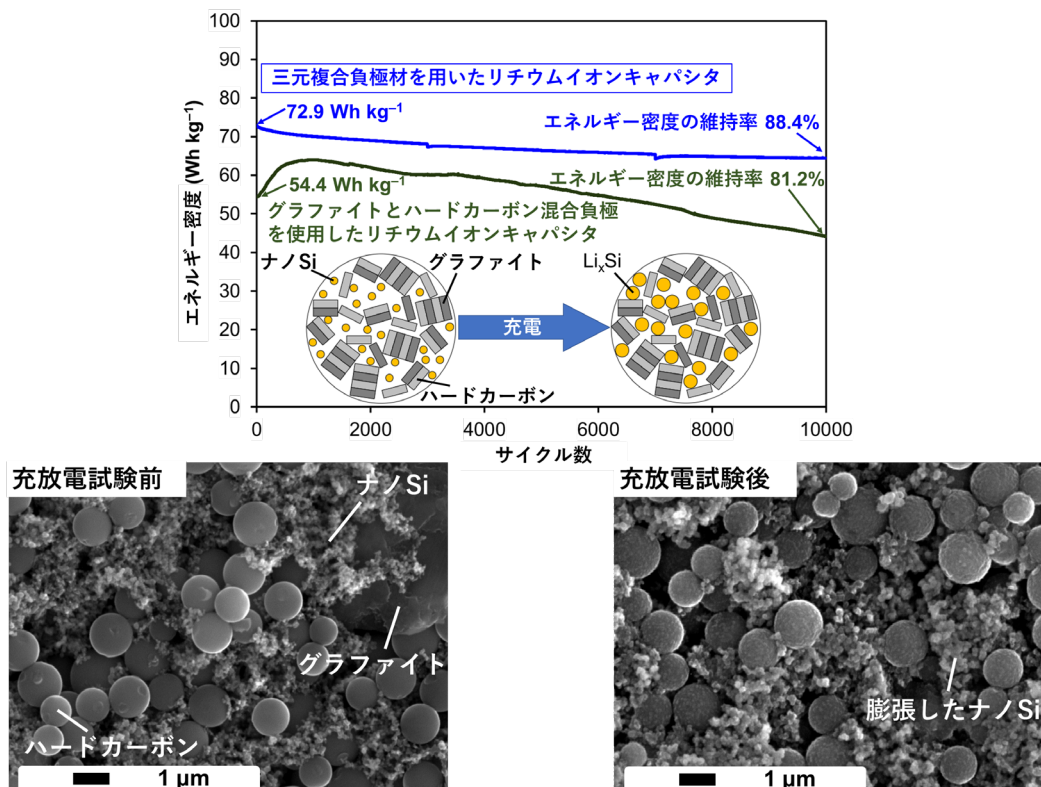 100
90
80
70
60
50
40
30
20
10
0
エネルギー密度 (Wh kg⁻¹)
三元複合負極材を用いたリチウムイオンキャパシタ
72.9 Wh kg⁻¹
エネルギー密度の維持率 88.4%
エネルギー密度の維持率 81.2%
54.4 Wh kg⁻¹
グラファイトとハードカーボン混合負極
を使用したリチウムイオンキャパシタ
ナノSi
グラファイト
LiₓSi
充電
ハードカーボン
0 2000 4000 6000 8000 10000
サイクル数
充放電試験前
ナノSi
グラファイト
ハードカーボン
1 μm
充放電試験後
膨張したナノSi
1 μm